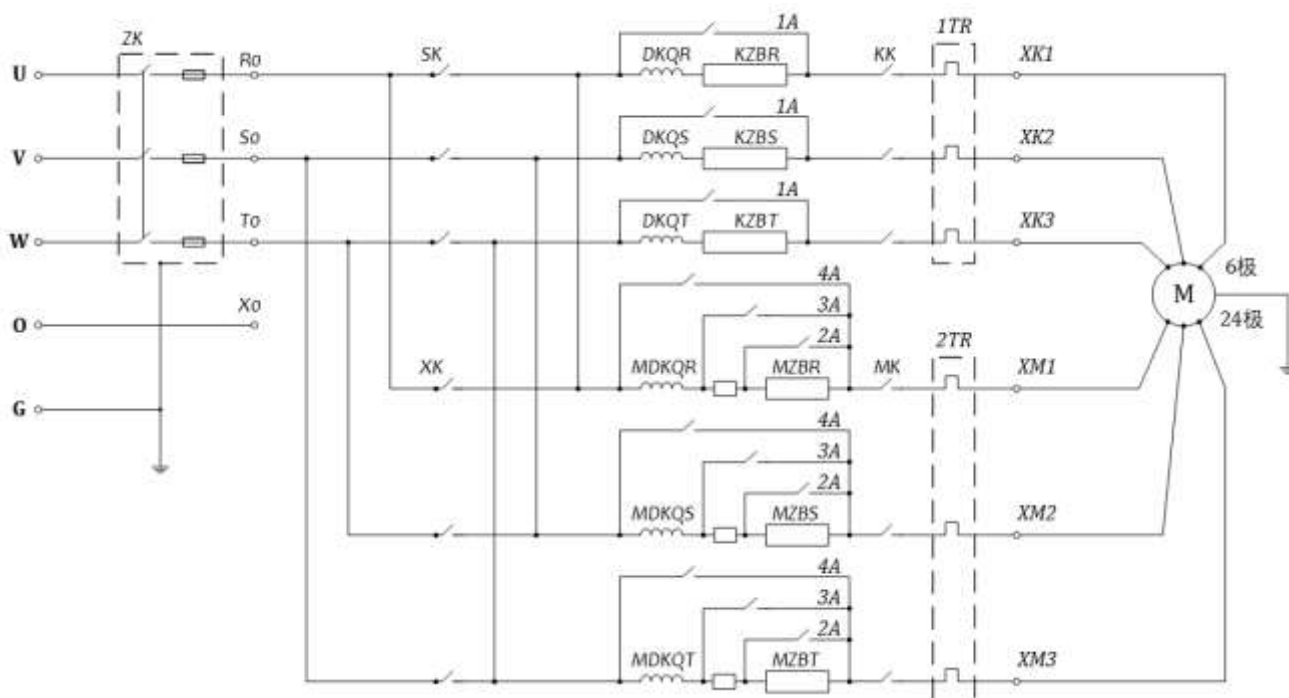 ZK
U
Ro
SK
1A
DKQR
KZBR
KK
1TR
XK1
V
So
1A
DKQS
KZBS
XK2
W
To
1A
DKQT
KZBT
XK3
O
Xo
4A
3A
2A
XK
MDKQR
MZBR
MK
2TR
XM1
6极
M
24极
G
4A
3A
2A
MDKQS
MZBS
XM2
4A
3A
2A
MDKQT
MZBT
XM3